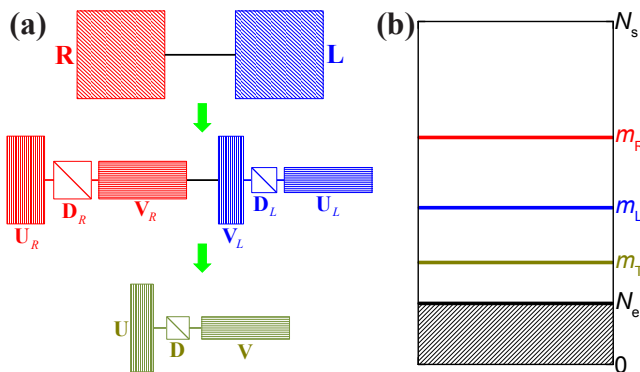 (a)
R
L
D_R
V_R
D_L
U_L
U_R
V_L
U
D
V
(b)
N_s
m_R
m_L
m_T
N_e
0